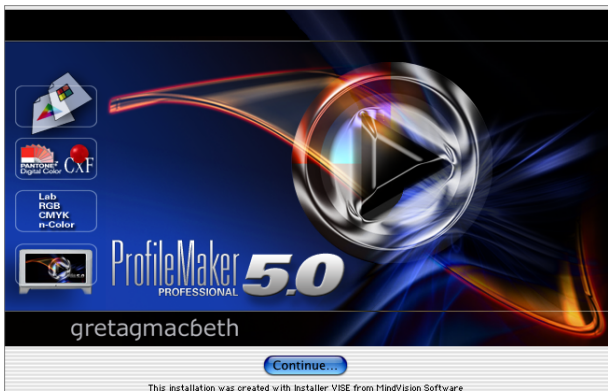 PANTONE®
Digital Color
CxF
Lab
RGB
CMYK
n-Color
ProfileMaker 5.0
PROFESSIONAL
gretagmacbeth
Continue...
This installation was created with Installer VISE from MindVision Software